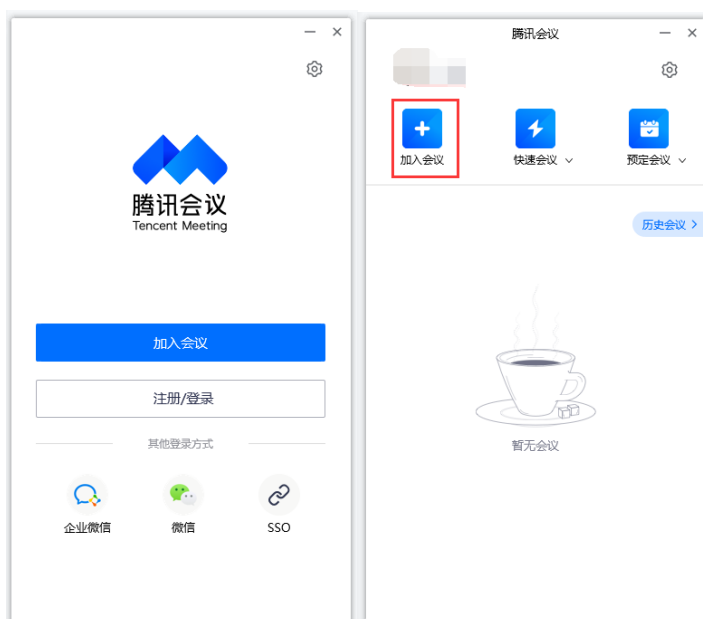 腾讯会议
Tencent Meeting
加入会议
注册/登录
其他登录方式
企业微信
微信
SSO
腾讯会议
加入会议
快速会议
预定会议
历史会议
暂无会议